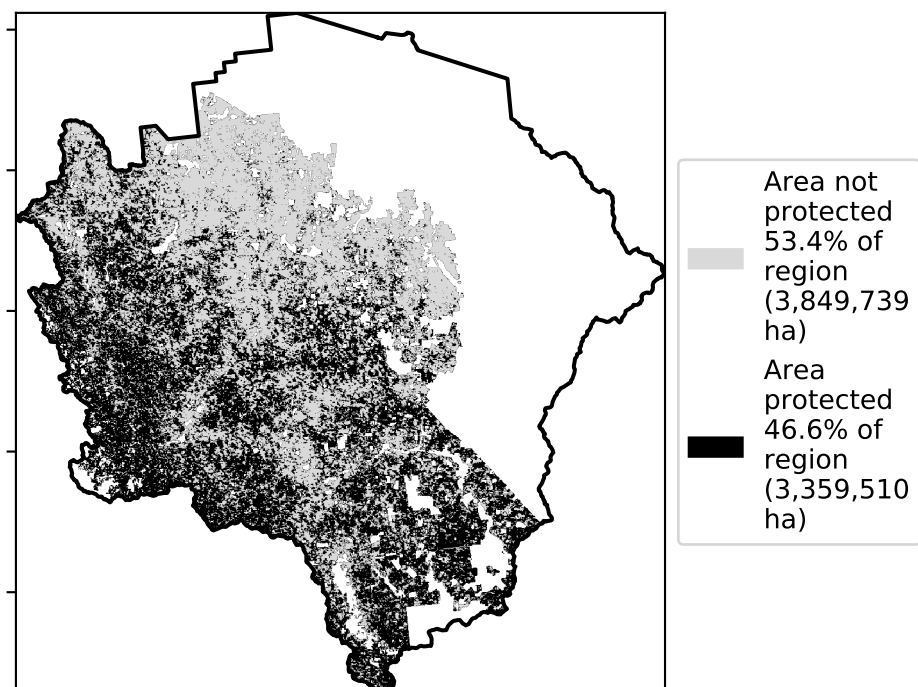 Area not
protected
53.4% of
region
(3,849,739
ha)
Area
protected
46.6% of
region
(3,359,510
ha)